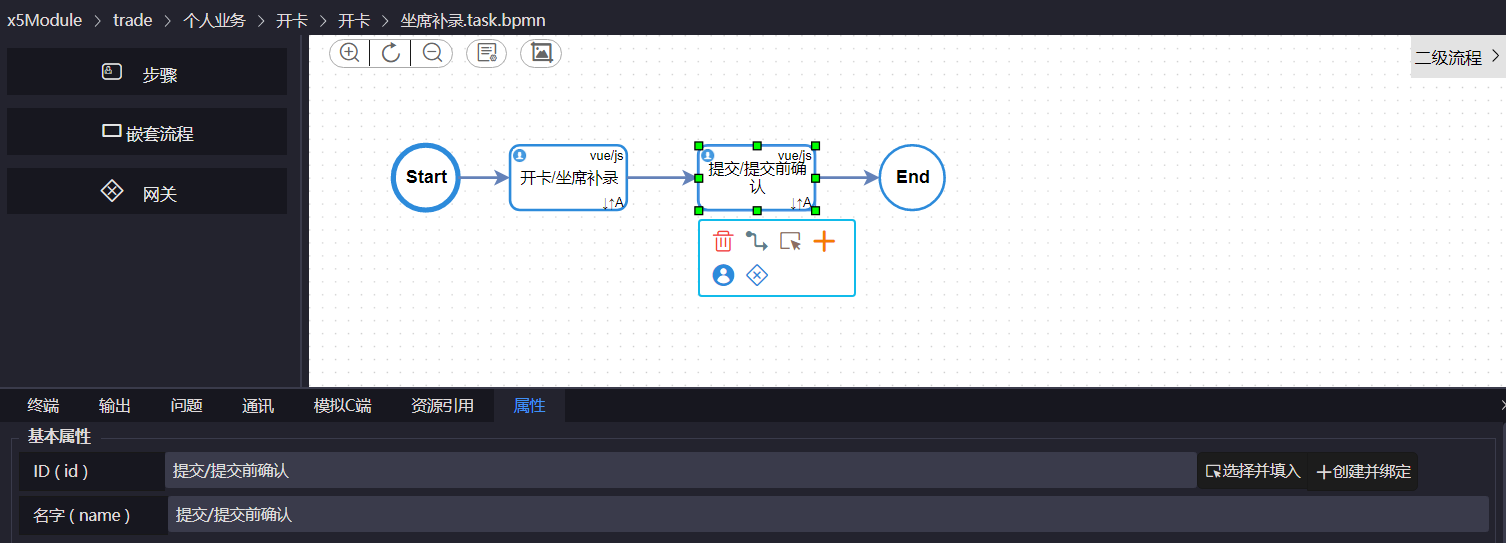 x5Module > trade > 个人业务 > 开卡 > 开卡 > 坐席补录.task.bpmn
步骤
嵌套流程
网关
二级流程 >
Start
vue/js
开卡/坐席补录
↓↑A
vue/js
提交/提交前确
认
↓↑A
End
终端 输出 问题 通讯 模拟C端 资源引用 属性
基本属性
ID ( id ) 提交/提交前确认 选择并填入 创建并绑定
名字 ( name ) 提交/提交前确认